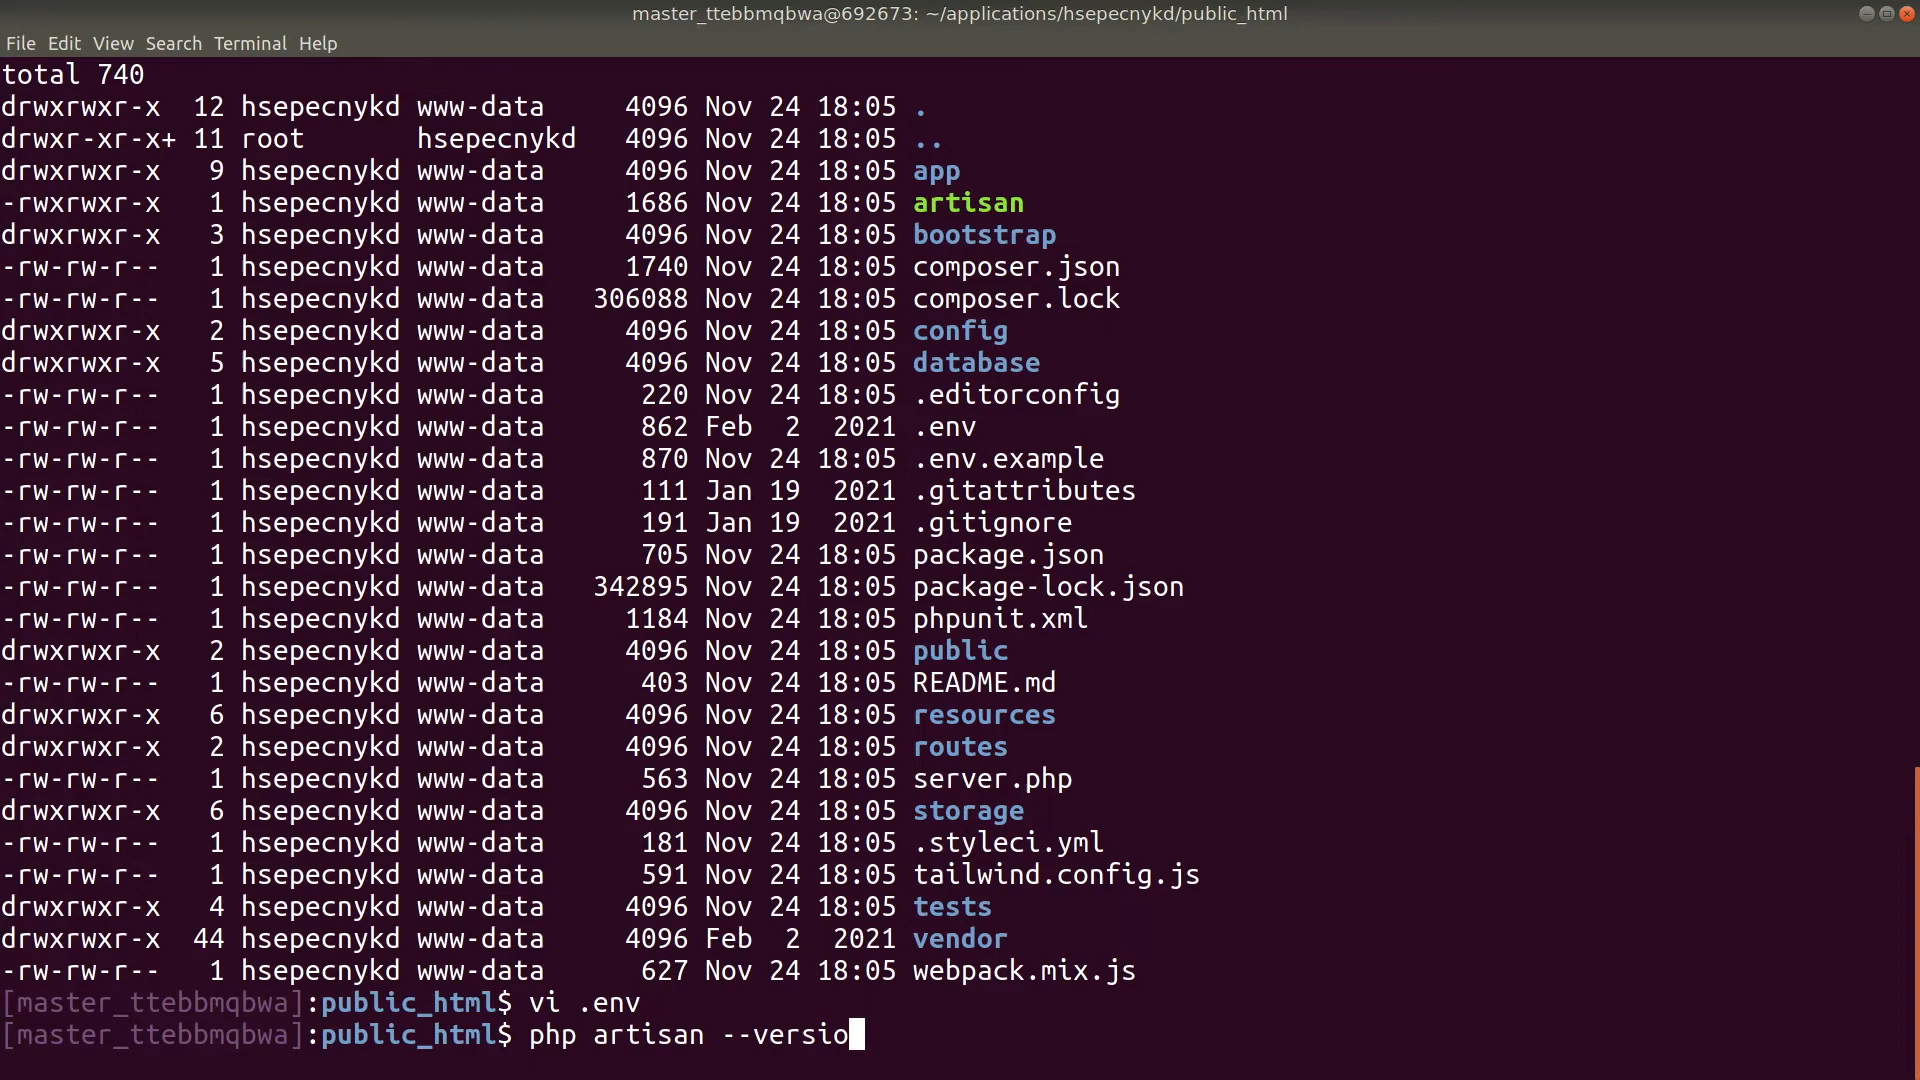 master_ttebbmqbwa@692673: ~/applications/hsepecnykd/public_html
File Edit View Search Terminal Help
total 740
drwxrwxr-x  12 hsepecnykd www-data     4096 Nov 24 18:05 .
drwxr-xr-x+ 11 root       hsepecnykd   4096 Nov 24 18:05 ..
drwxrwxr-x   9 hsepecnykd www-data     4096 Nov 24 18:05 app
-rwxrwxr-x   1 hsepecnykd www-data     1686 Nov 24 18:05 artisan
drwxrwxr-x   3 hsepecnykd www-data     4096 Nov 24 18:05 bootstrap
-rw-rw-r--   1 hsepecnykd www-data     1740 Nov 24 18:05 composer.json
-rw-rw-r--   1 hsepecnykd www-data   306088 Nov 24 18:05 composer.lock
drwxrwxr-x   2 hsepecnykd www-data     4096 Nov 24 18:05 config
drwxrwxr-x   5 hsepecnykd www-data     4096 Nov 24 18:05 database
-rw-rw-r--   1 hsepecnykd www-data      220 Nov 24 18:05 .editorconfig
-rw-rw-r--   1 hsepecnykd www-data      862 Feb  2  2021 .env
-rw-rw-r--   1 hsepecnykd www-data      870 Nov 24 18:05 .env.example
-rw-rw-r--   1 hsepecnykd www-data      111 Jan 19  2021 .gitattributes
-rw-rw-r--   1 hsepecnykd www-data      191 Jan 19  2021 .gitignore
-rw-rw-r--   1 hsepecnykd www-data      705 Nov 24 18:05 package.json
-rw-rw-r--   1 hsepecnykd www-data   342895 Nov 24 18:05 package-lock.json
-rw-rw-r--   1 hsepecnykd www-data     1184 Nov 24 18:05 phpunit.xml
drwxrwxr-x   2 hsepecnykd www-data     4096 Nov 24 18:05 public
-rw-rw-r--   1 hsepecnykd www-data      403 Nov 24 18:05 README.md
drwxrwxr-x   6 hsepecnykd www-data     4096 Nov 24 18:05 resources
drwxrwxr-x   2 hsepecnykd www-data     4096 Nov 24 18:05 routes
-rw-rw-r--   1 hsepecnykd www-data      563 Nov 24 18:05 server.php
drwxrwxr-x   6 hsepecnykd www-data     4096 Nov 24 18:05 storage
-rw-rw-r--   1 hsepecnykd www-data      181 Nov 24 18:05 .styleci.yml
-rw-rw-r--   1 hsepecnykd www-data      591 Nov 24 18:05 tailwind.config.js
drwxrwxr-x   4 hsepecnykd www-data     4096 Nov 24 18:05 tests
drwxrwxr-x  44 hsepecnykd www-data     4096 Feb  2  2021 vendor
-rw-rw-r--   1 hsepecnykd www-data      627 Nov 24 18:05 webpack.mix.js
[master_ttebbmqbwa]:public_html$ vi .env
[master_ttebbmqbwa]:public_html$ php artisan --versio